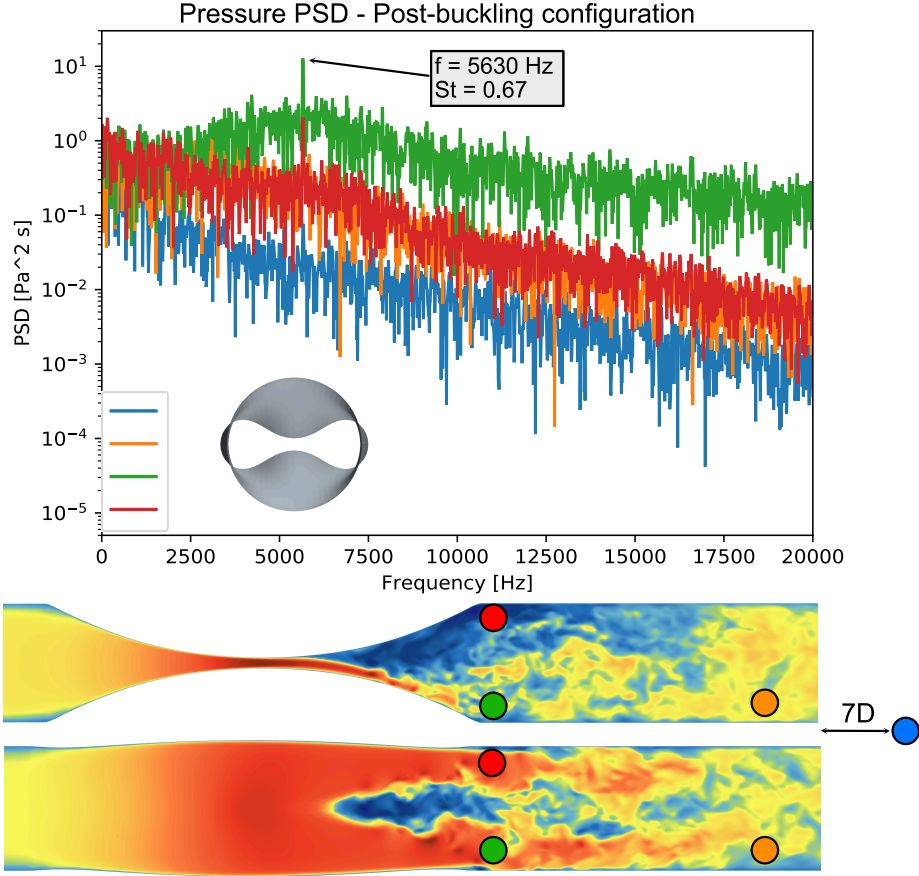 Pressure PSD - Post-buckling configuration
f = 5630 Hz
St = 0.67
10^1
10^0
10^−1
10^−2
10^−3
10^−4
10^−5
PSD [Pa^2 s]
0 2500 5000 7500 10000 12500 15000 17500 20000
Frequency [Hz]
7D